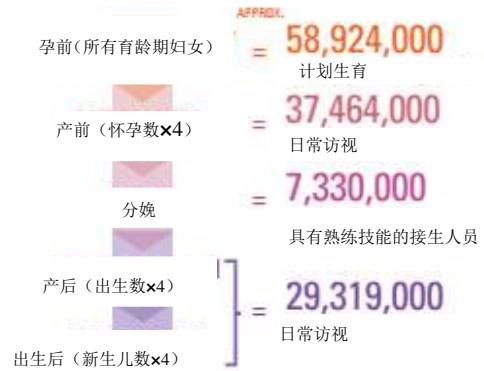 APPROX.
孕前（所有育龄期妇女） = 58,924,000
计划生育
产前（怀孕数×4） = 37,464,000
日常访视
分娩 = 7,330,000
具有熟练技能的接生人员
产后（出生数×4）
= 29,319,000
日常访视
出生后（新生儿数×4）